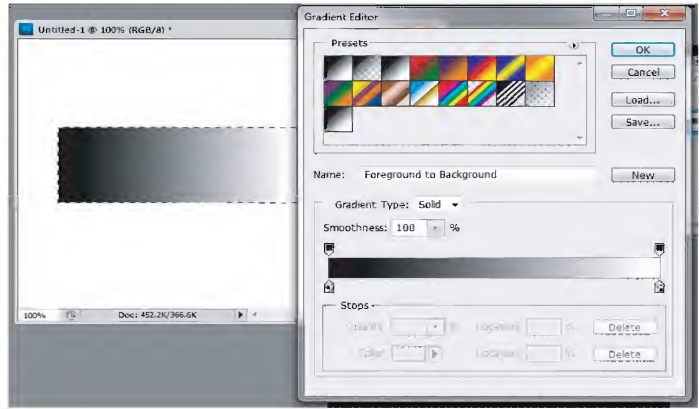 Gradient Editor
Untitled-1 @ 100% (RGB/8) *
Presets
OK
Cancel
Load...
Save...
Name: Foreground to Background
New
Gradient Type: Solid
Smoothness: 100 %
Stops
Opacity: % Location: % Delete
Color: Location: % Delete
100% Doc: 452.2K/366.6K